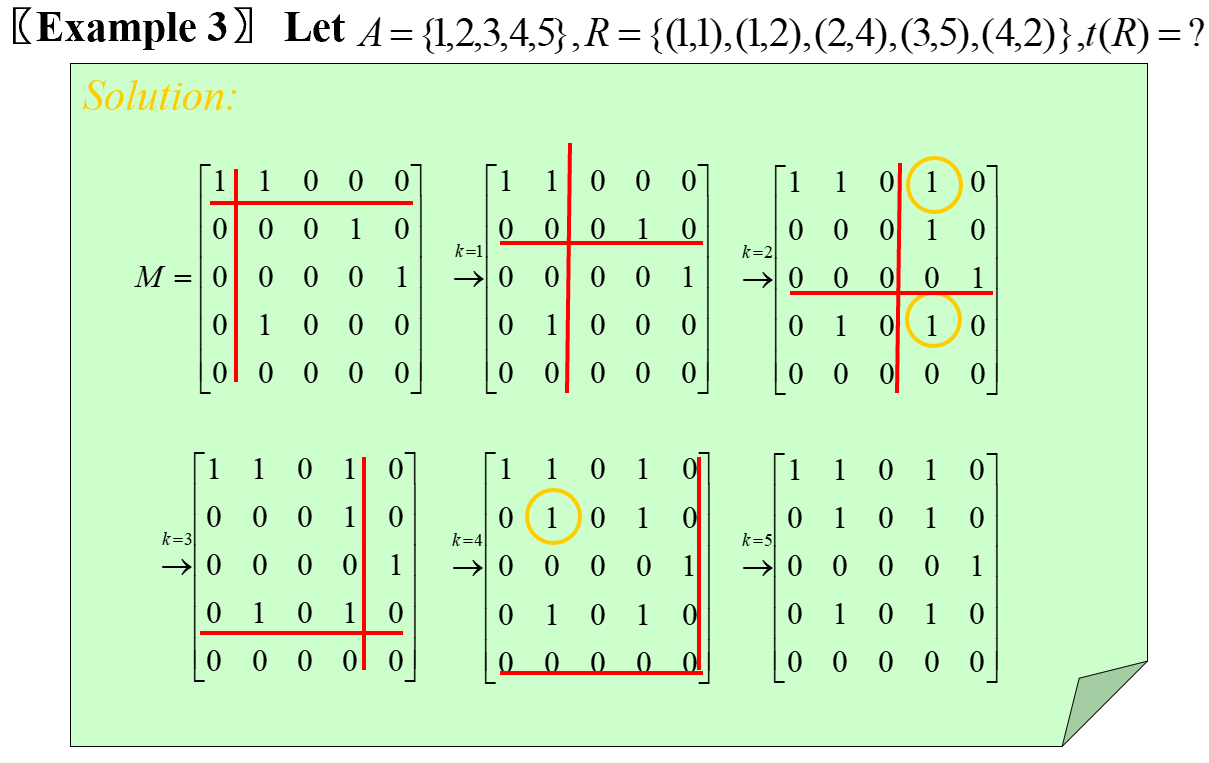 〖Example 3〗 Let A = {1,2,3,4,5}, R = {(1,1),(1,2),(2,4),(3,5),(4,2)}, t(R) = ?
Solution:
M = [1 1 0 0 0; 0 0 0 1 0; 0 0 0 0 1; 0 1 0 0 0; 0 0 0 0 0]
k=1 → [1 1 0 0 0; 0 0 0 1 0; 0 0 0 0 1; 0 1 0 0 0; 0 0 0 0 0]
k=2 → [1 1 0 1 0; 0 0 0 1 0; 0 0 0 0 1; 0 1 0 1 0; 0 0 0 0 0]
k=3 → [1 1 0 1 0; 0 0 0 1 0; 0 0 0 0 1; 0 1 0 1 0; 0 0 0 0 0]
k=4 → [1 1 0 1 0; 0 1 0 1 0; 0 0 0 0 1; 0 1 0 1 0; 0 0 0 0 0]
k=5 → [1 1 0 1 0; 0 1 0 1 0; 0 0 0 0 1; 0 1 0 1 0; 0 0 0 0 0]